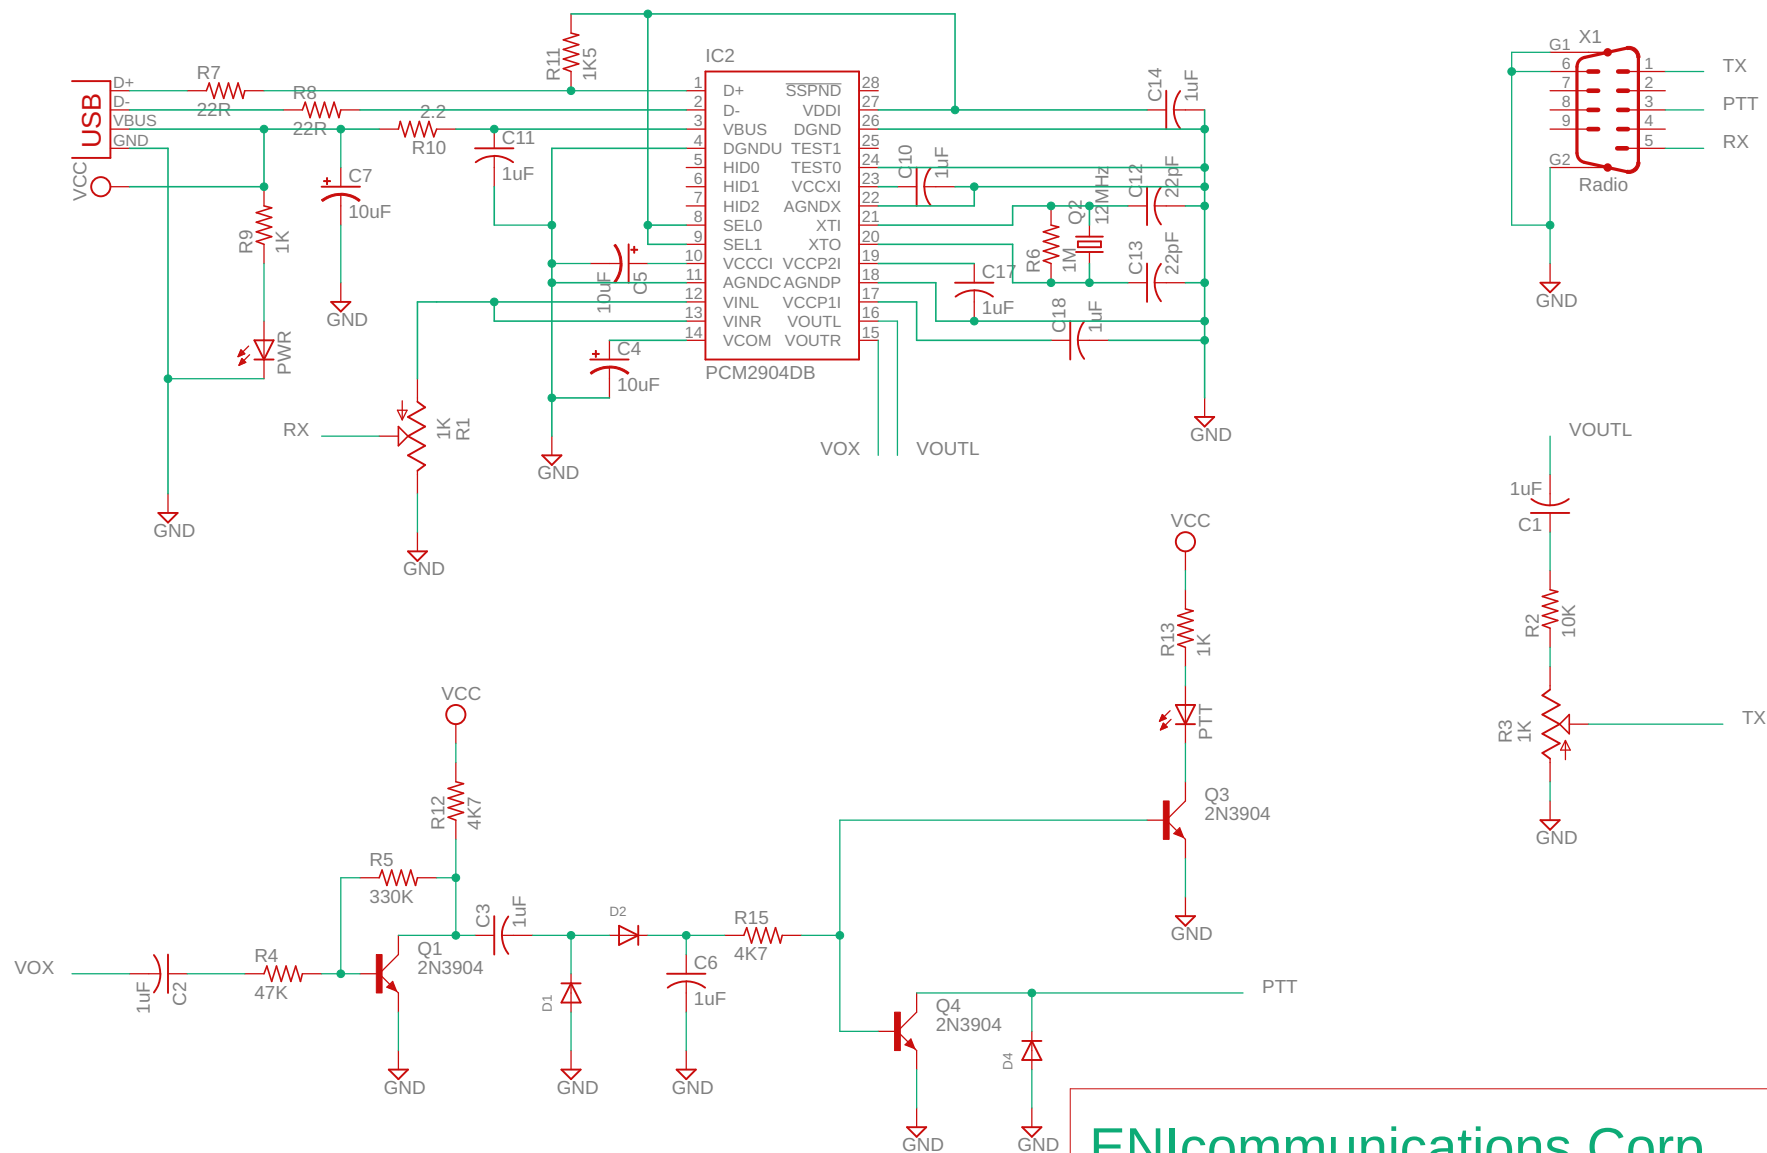 USB
D+
D-
VBUS
GND
VCC
R7
22R
R8
22R
2.2
R10
R11
1K5
C11
1uF
C7
10uF
R9
1K
PWR
GND
GND
RX
1K
R1
GND
10uF
C5
C4
10uF
GND
IC2
1 D+ SSPND 28
2 D- VDDI 27
3 VBUS DGND 26
4 DGNDU TEST1 25
5 HID0 TEST0 24
6 HID1 VCCXI 23
7 HID2 AGNDX 22
8 SEL0 XTI 21
9 SEL1 XTO 20
10 VCCCI VCCP2I 19
11 AGNDC AGNDP 18
12 VINL VCCP1I 17
13 VINR VOUTL 16
14 VCOM VOUTR 15
PCM2904DB
VOX
VOUTL
C14
1uF
C10
1uF
C12
22pF
Q2
12MHz
R6
1M
C13
22pF
C17
1uF
C18
1uF
GND
X1
G1
6
7
8
9
G2
1
2
3
4
5
TX
PTT
RX
Radio
GND
VOUTL
1uF
C1
R2
10K
R3
1K
TX
GND
VCC
R13
1K
PTT
Q3
2N3904
GND
VCC
R12
4K7
R5
330K
VOX
1uF
C2
R4
47K
Q1
2N3904
GND
C3
1uF
D1
GND
D2
C6
1uF
GND
R15
4K7
Q4
2N3904
GND
D4
GND
PTT
ENIcommunications Corp